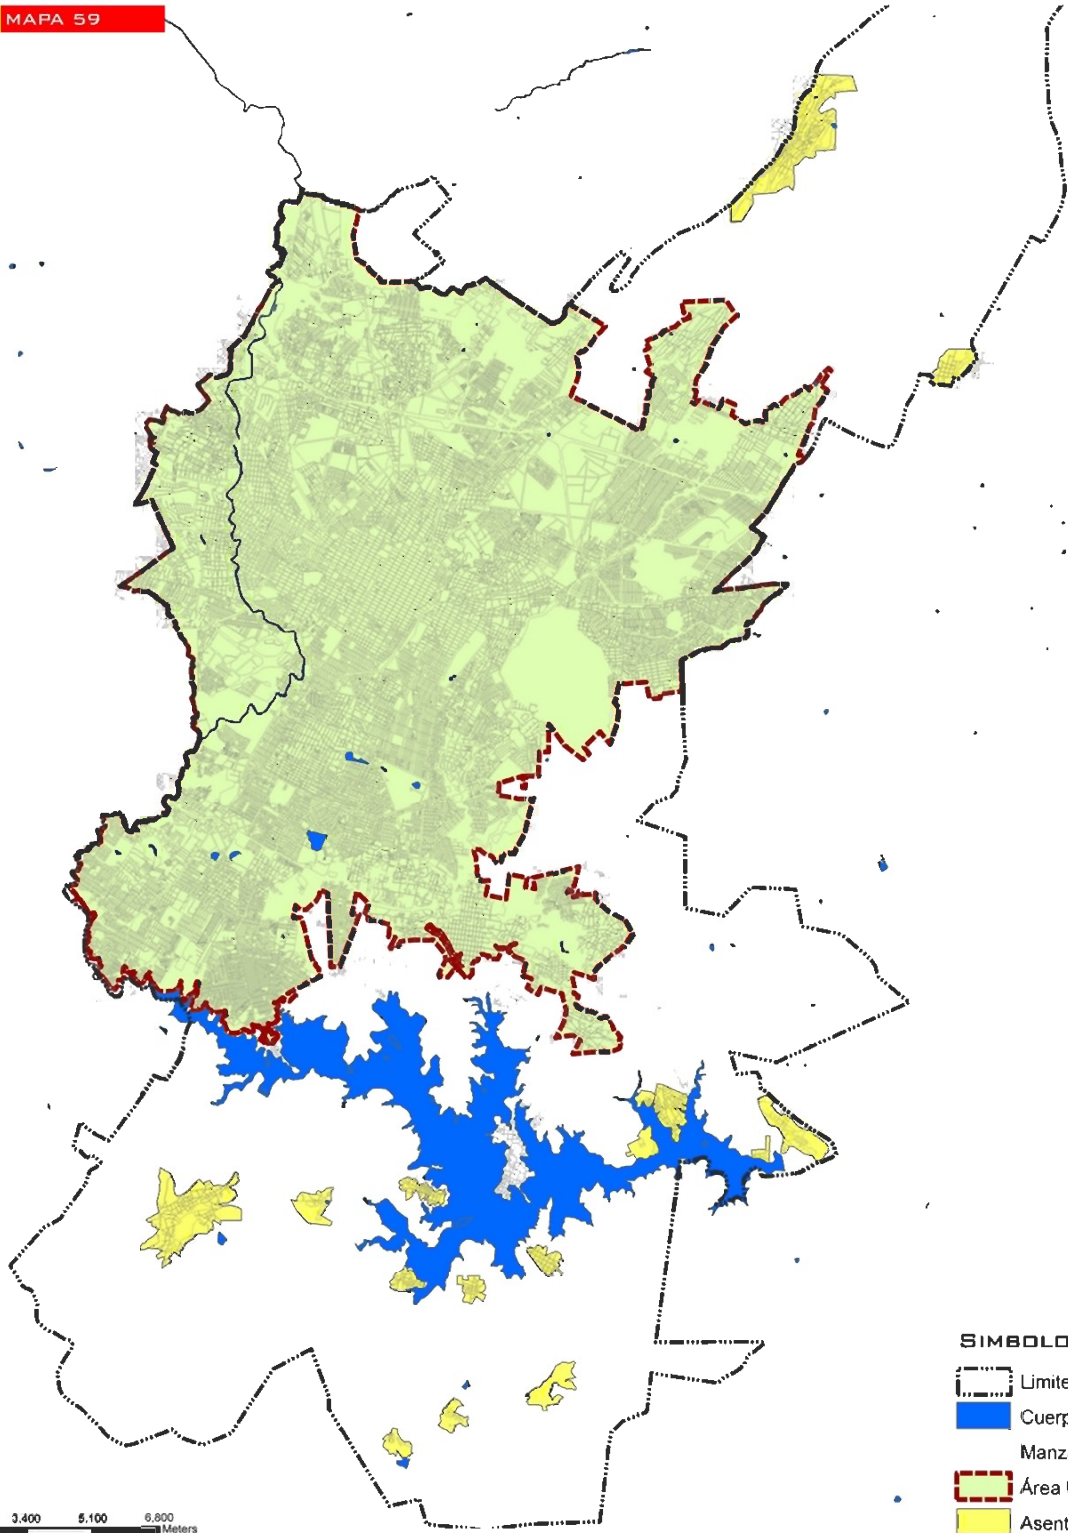 MAPA 59
SIMBOLO
Limite
Cuerp
Manz
Área
Asent
3,400 5,100 6,800
Meters